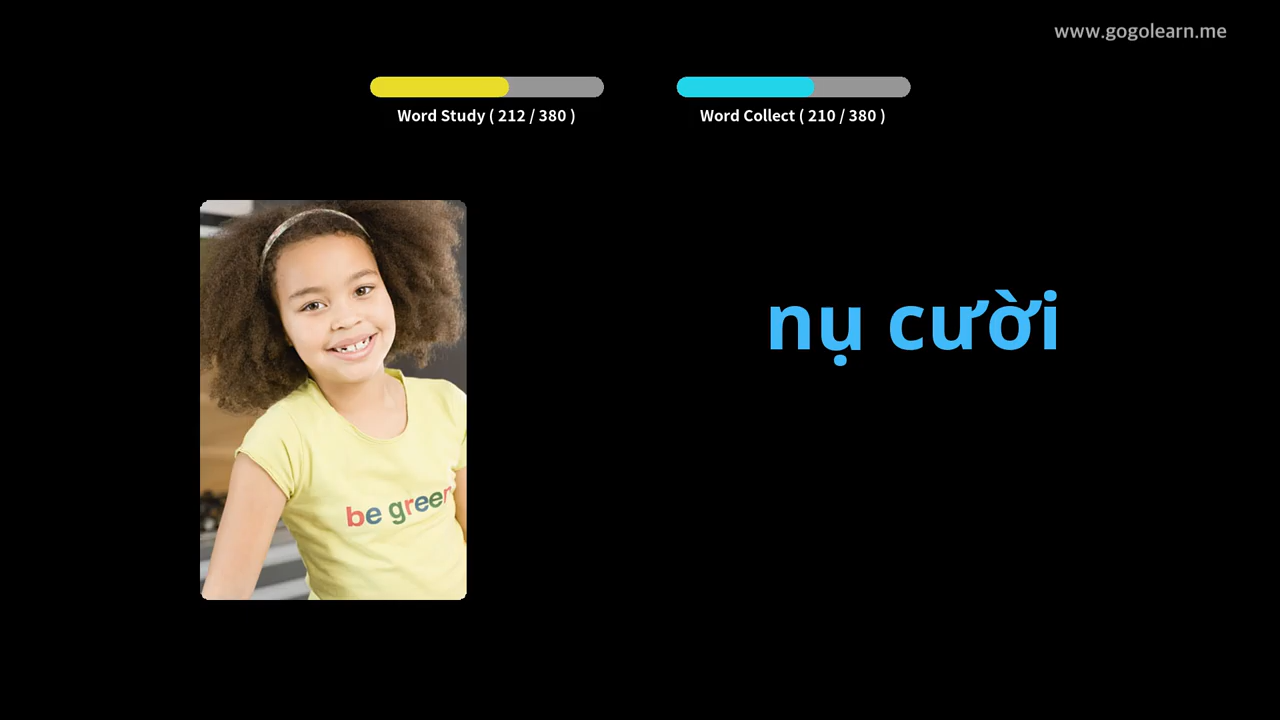 www.gogolearn.me
Word Study ( 212 / 380 )
Word Collect ( 210 / 380 )
nụ cười
be green